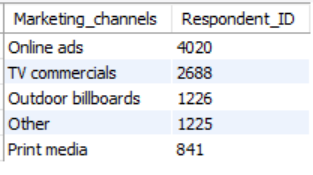 Marketing_channels Respondent_ID
Online ads 4020
TV commercials 2688
Outdoor billboards 1226
Other 1225
Print media 841